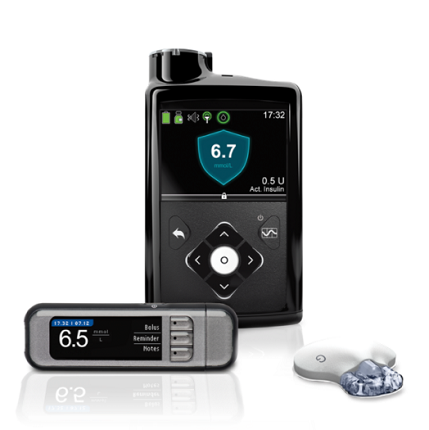 17:32
6.7
mmol/L
0.5 U
Act. Insulin
17:32 | 07.12
6.5 mmol
L
Bolus
Reminder
Notes